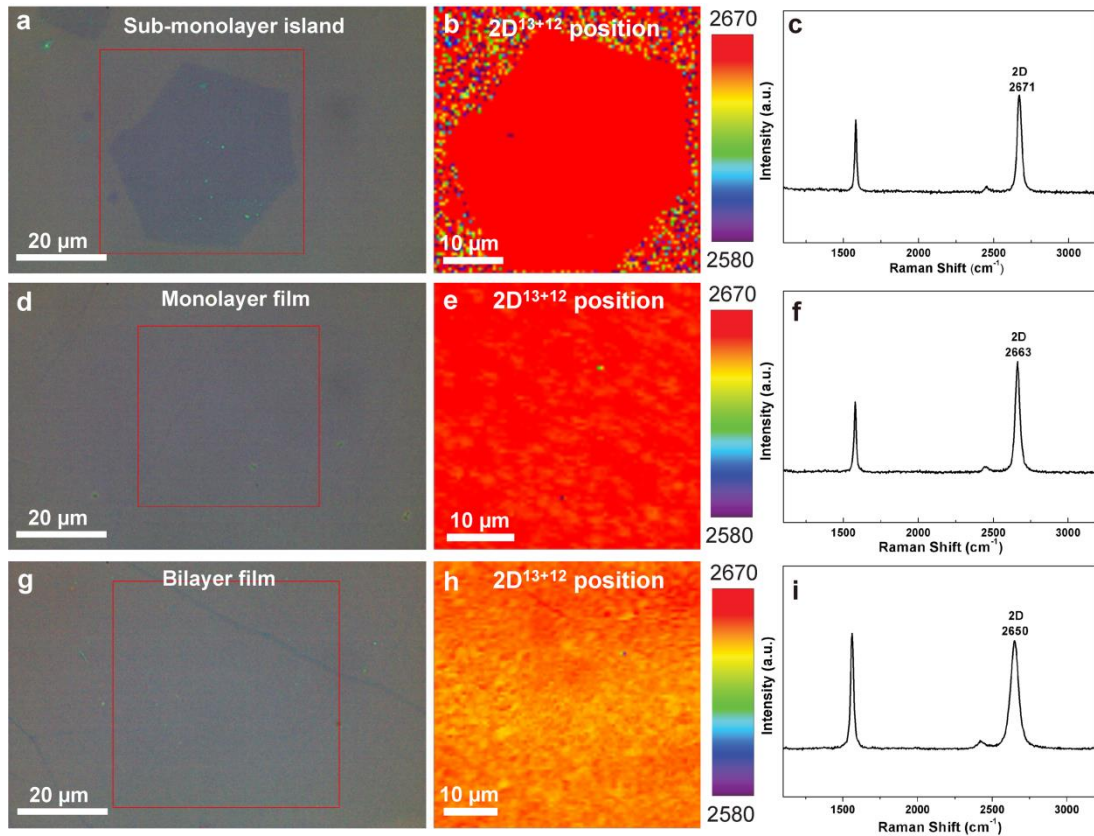 a
Sub-monolayer island
20 µm
b
2D¹³⁺¹² position
10 µm
2670
2580
c
2D
2671
Intensity (a.u.)
1500 2000 2500 3000
Raman Shift (cm⁻¹)
d
Monolayer film
20 µm
e
2D¹³⁺¹² position
10 µm
2670
2580
f
2D
2663
Intensity (a.u.)
1500 2000 2500 3000
Raman Shift (cm⁻¹)
g
Bilayer film
20 µm
h
2D¹³⁺¹² position
10 µm
2670
2580
i
2D
2650
Intensity (a.u.)
1500 2000 2500 3000
Raman Shift (cm⁻¹)